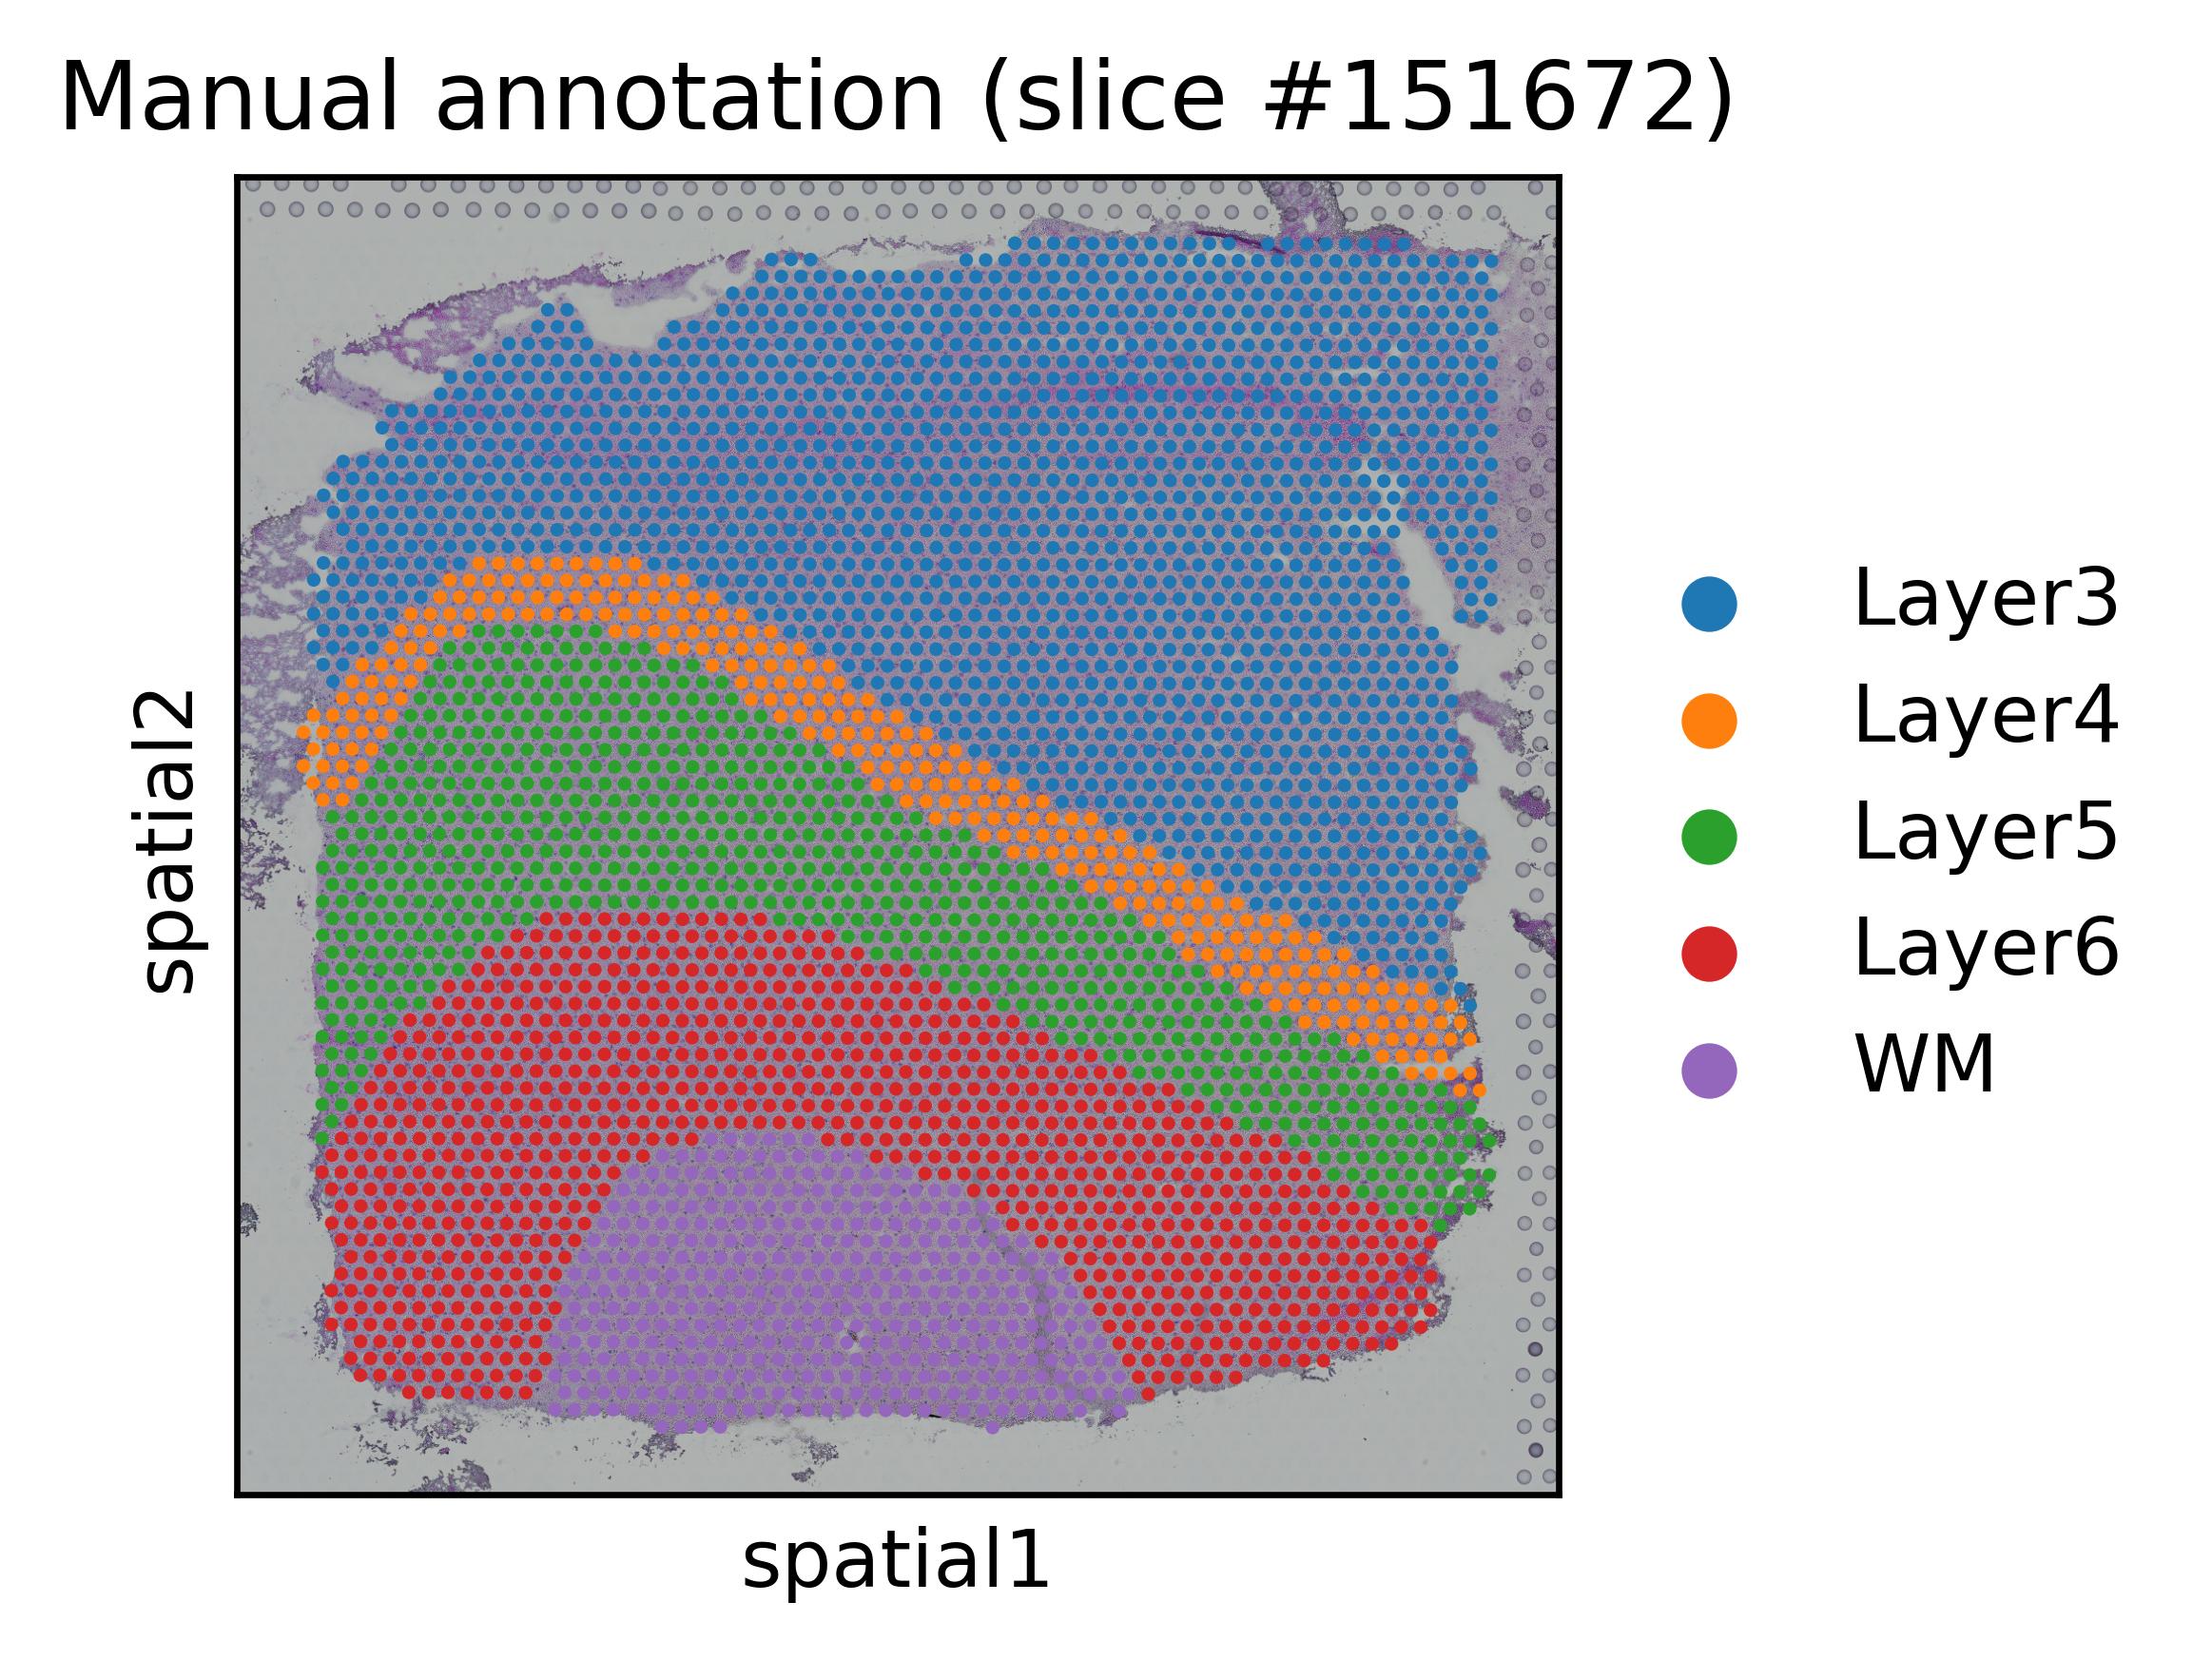 Manual annotation (slice #151672)
spatial2
Layer3
Layer4
Layer5
Layer6
WM
spatial1